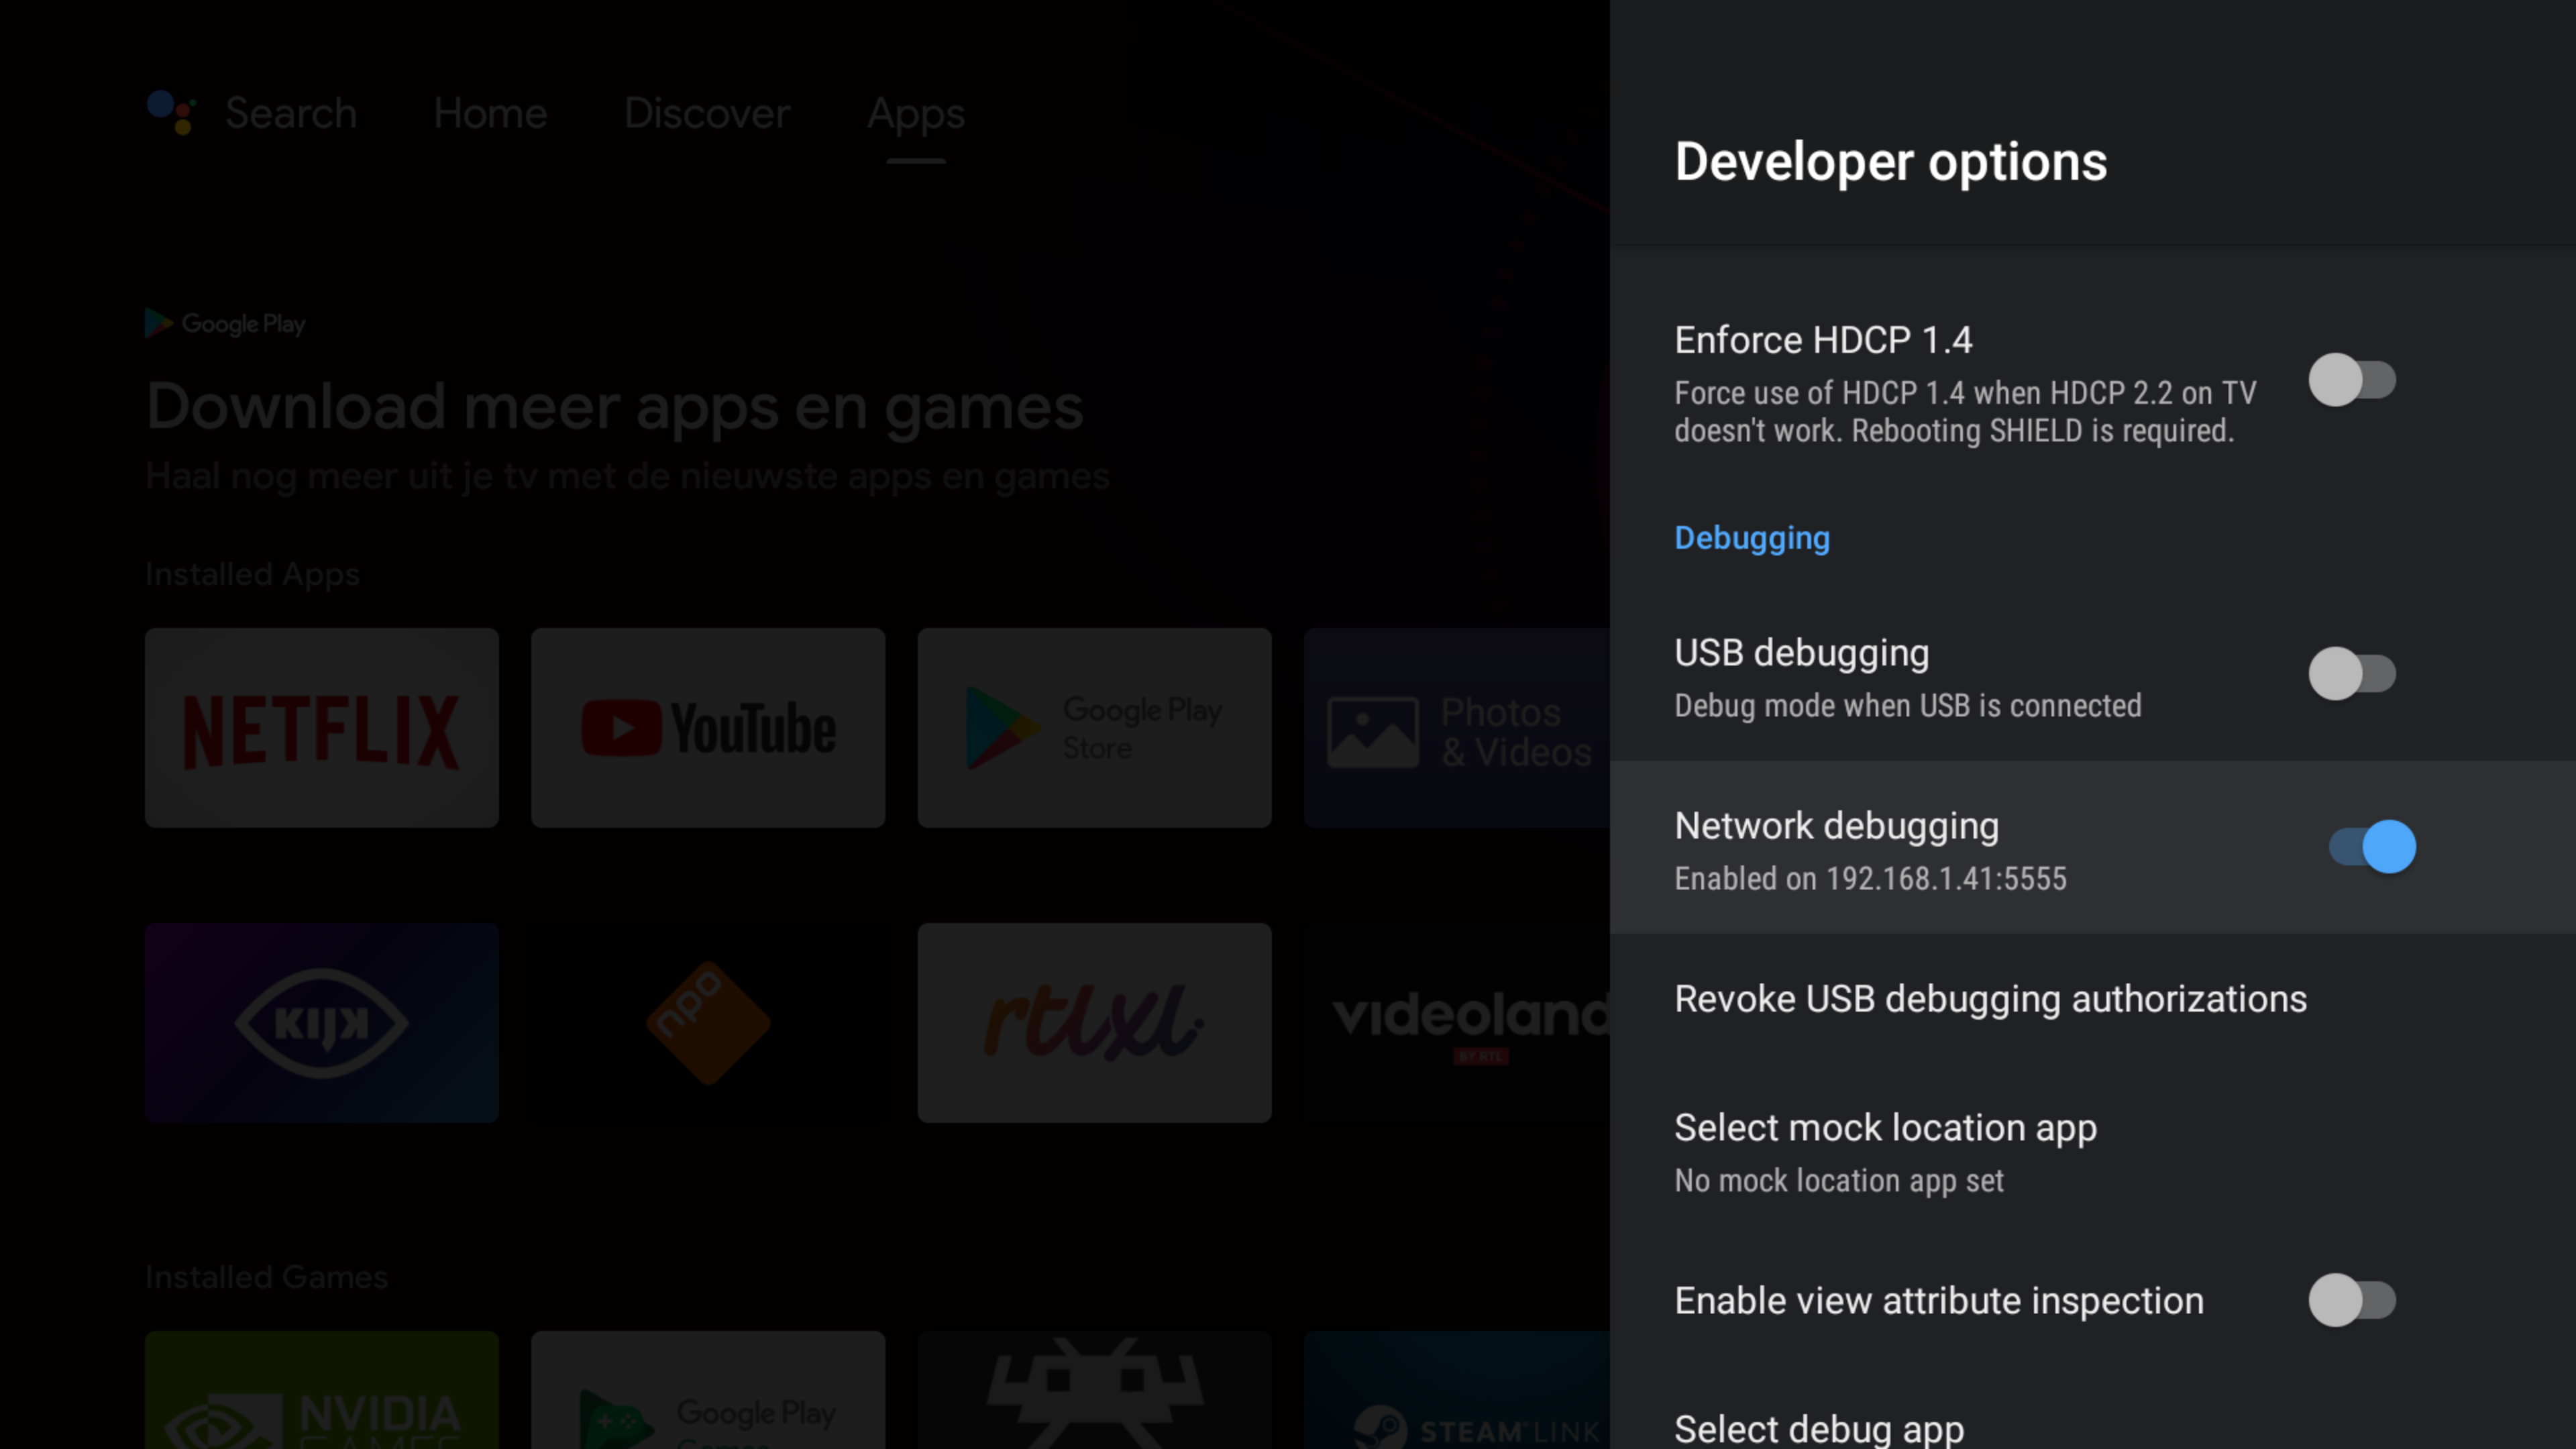 Search Home Discover Apps
Google Play
Download meer apps en games
Haal nog meer uit je tv met de nieuwste apps en games
Installed Apps
NETFLIX
YouTube
Google Play
Store
Photos
& Videos
KIJK
npo
rtlxl
videoland
BY RTL
Installed Games
NVIDIA
GAMES
Google Play
Games
STEAM LINK
Developer options
Enforce HDCP 1.4
Force use of HDCP 1.4 when HDCP 2.2 on TV
doesn't work. Rebooting SHIELD is required.
Debugging
USB debugging
Debug mode when USB is connected
Network debugging
Enabled on 192.168.1.41:5555
Revoke USB debugging authorizations
Select mock location app
No mock location app set
Enable view attribute inspection
Select debug app